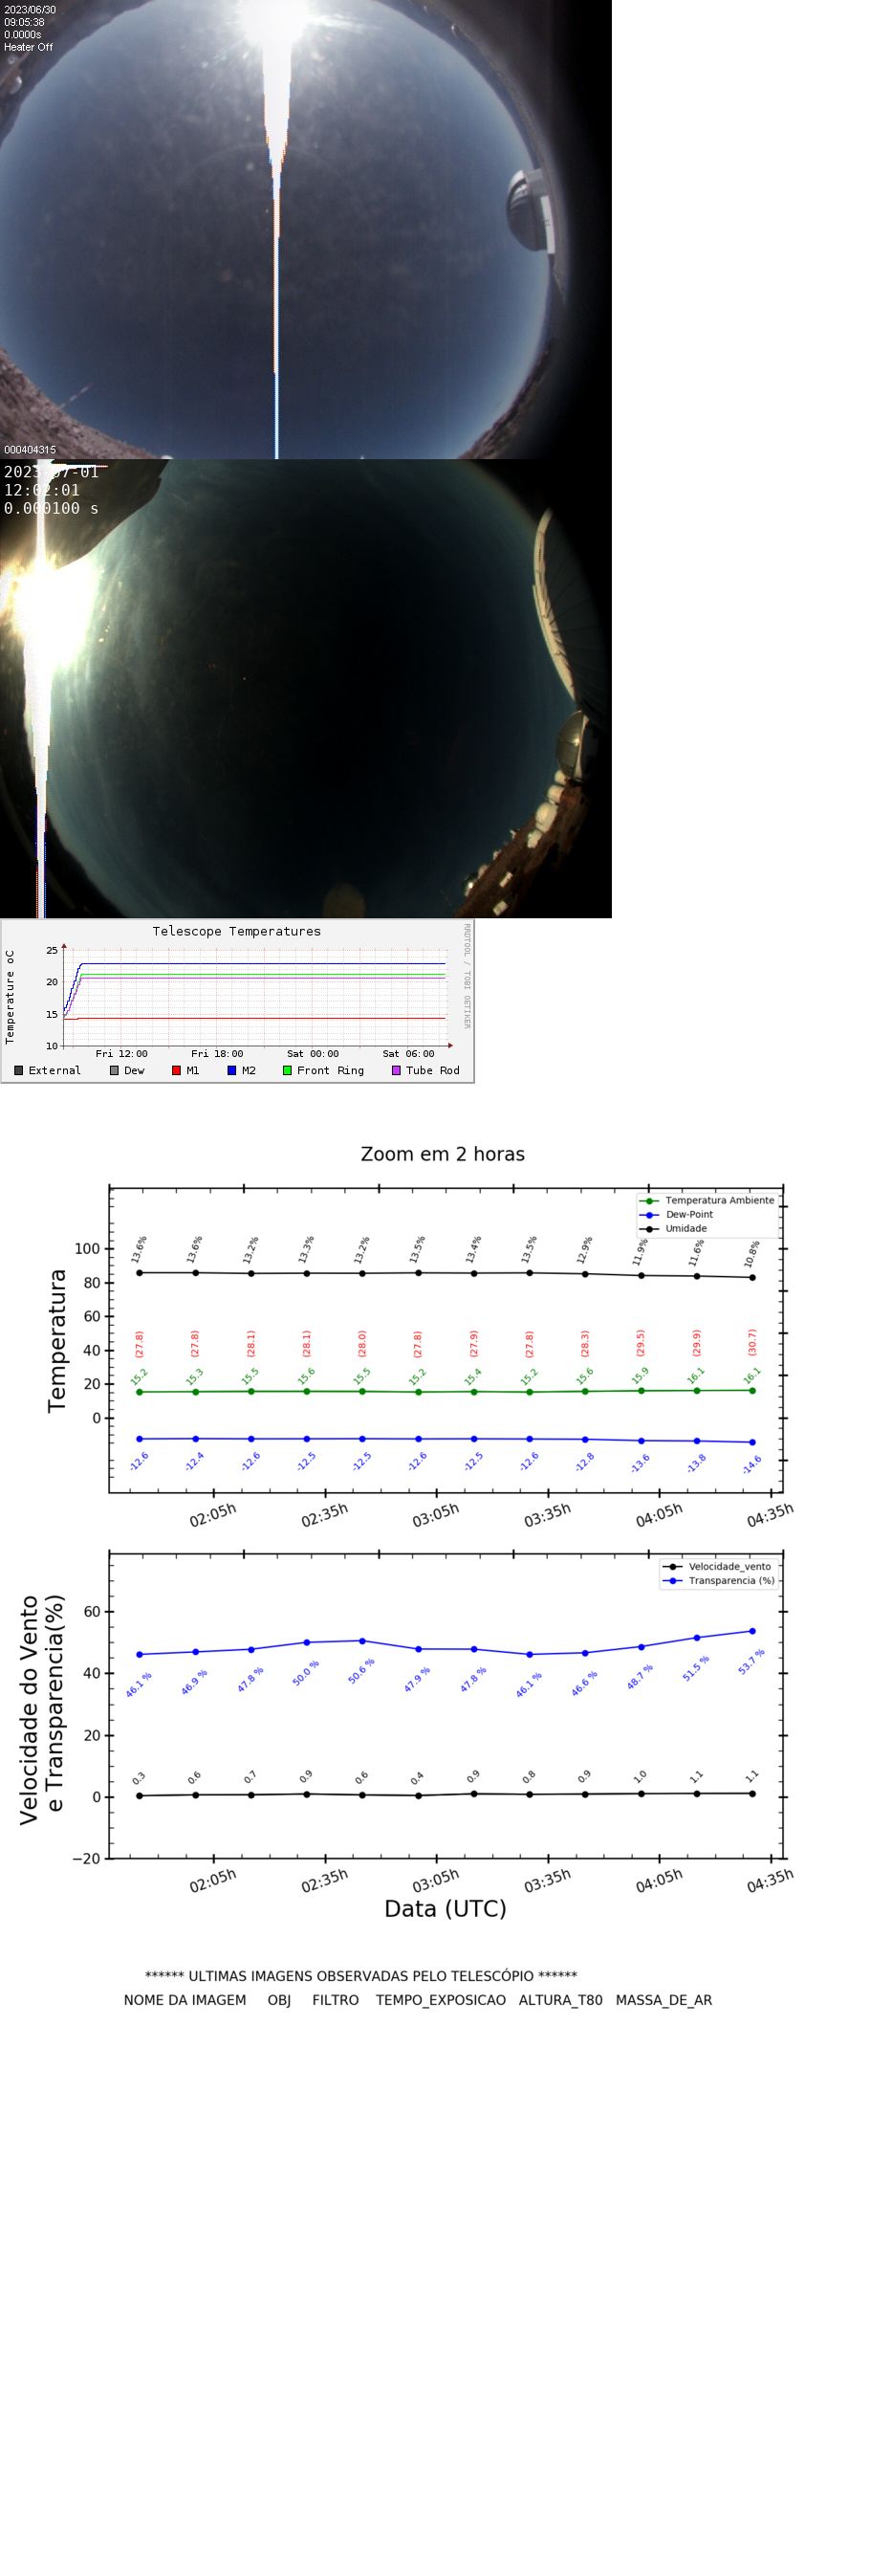 2023/06/30
09:05:38
0.0000s
Heater Off
000404315
2023-07-01
12:02:01
0.000100 s
Telescope Temperatures
RRDTOOL / TOBI OETIKER
Temperature oC
25
20
15
10
Fri 12:00 Fri 18:00 Sat 00:00 Sat 06:00
External Dew M1 M2 Front Ring Tube Rod
Zoom em 2 horas
Temperatura Ambiente
Dew-Point
Umidade
Temperatura
100
80
60
40
20
0
13.6% 13.6% 13.2% 13.3% 13.2% 13.5% 13.4% 13.5% 12.9% 11.9% 11.6% 10.8%
(27.8) (27.8) (28.1) (28.1) (28.0) (27.8) (27.9) (27.8) (28.3) (29.5) (29.9) (30.7)
15.2 15.3 15.5 15.6 15.5 15.2 15.4 15.2 15.6 15.9 16.1 16.1
-12.6 -12.4 -12.6 -12.5 -12.5 -12.6 -12.5 -12.6 -12.8 -13.6 -13.8 -14.6
02:05h 02:35h 03:05h 03:35h 04:05h 04:35h
Velocidade_vento
Transparencia (%)
Velocidade do Vento
e Transparencia(%)
60
40
20
0
−20
46.1 % 46.9 % 47.8 % 50.0 % 50.6 % 47.9 % 47.8 % 46.1 % 46.6 % 48.7 % 51.5 % 53.7 %
0.3 0.6 0.7 0.9 0.6 0.4 0.9 0.8 0.9 1.0 1.1 1.1
02:05h 02:35h 03:05h 03:35h 04:05h 04:35h
Data (UTC)
****** ULTIMAS IMAGENS OBSERVADAS PELO TELESCÓPIO ******
NOME DA IMAGEM OBJ FILTRO TEMPO_EXPOSICAO ALTURA_T80 MASSA_DE_AR